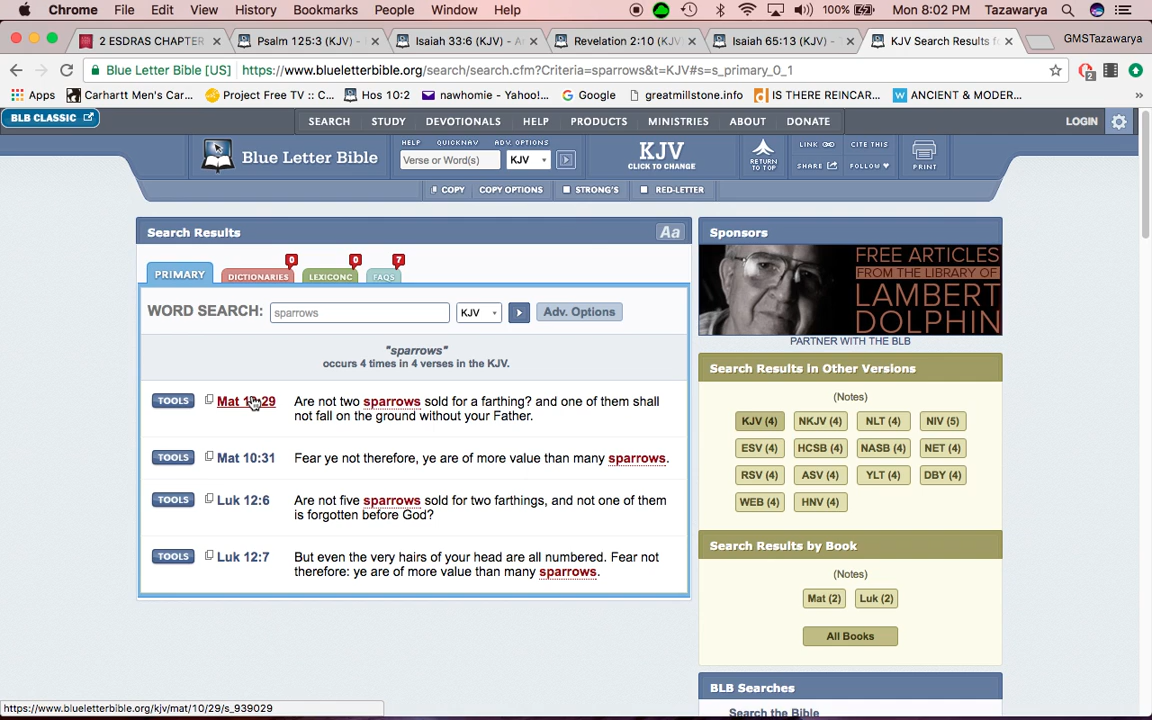 Chrome File Edit View History Bookmarks People Window Help 100% Mon 8:02 PM Tazawarya
2 ESDRAS CHAPTER Psalm 125:3 (KJV) - Isaiah 33:6 (KJV) - A Revelation 2:10 (KJV) Isaiah 65:13 (KJV) - KJV Search Results f GMSTazawarya
Blue Letter Bible [US] https://www.blueletterbible.org/search/search.cfm?Criteria=sparrows&t=KJV#s=s_primary_0_1 2
Apps Carhartt Men's Car... Project Free TV :: C... Hos 10:2 nawhomie - Yahoo!... Google greatmillstone.info IS THERE REINCAR... ANCIENT & MODER... »
BLB CLASSIC SEARCH STUDY DEVOTIONALS HELP PRODUCTS MINISTRIES ABOUT DONATE LOGIN
Blue Letter Bible
HELP QUICKNAV ADV. OPTIONS
Verse or Word(s) KJV
KJV
CLICK TO CHANGE
RETURN
TO TOP
LINK CITE THIS
SHARE FOLLOW
PRINT
COPY COPY OPTIONS STRONG'S RED-LETTER
Search Results Aa
PRIMARY DICTIONARIES 0 LEXICONC 0 FAQS 7
WORD SEARCH: sparrows KJV Adv. Options
"sparrows"
occurs 4 times in 4 verses in the KJV.
TOOLS Mat 10:29 Are not two sparrows sold for a farthing? and one of them shall
not fall on the ground without your Father.
TOOLS Mat 10:31 Fear ye not therefore, ye are of more value than many sparrows.
TOOLS Luk 12:6 Are not five sparrows sold for two farthings, and not one of them
is forgotten before God?
TOOLS Luk 12:7 But even the very hairs of your head are all numbered. Fear not
therefore: ye are of more value than many sparrows.
Sponsors
FREE ARTICLES
FROM THE LIBRARY OF
LAMBERT
DOLPHIN
PARTNER WITH THE BLB
Search Results in Other Versions
(Notes)
KJV (4) NKJV (4) NLT (4) NIV (5)
ESV (4) HCSB (4) NASB (4) NET (4)
RSV (4) ASV (4) YLT (4) DBY (4)
WEB (4) HNV (4)
Search Results by Book
(Notes)
Mat (2) Luk (2)
All Books
BLB Searches
Search the Bible
https://www.blueletterbible.org/kjv/mat/10/29/s_939029